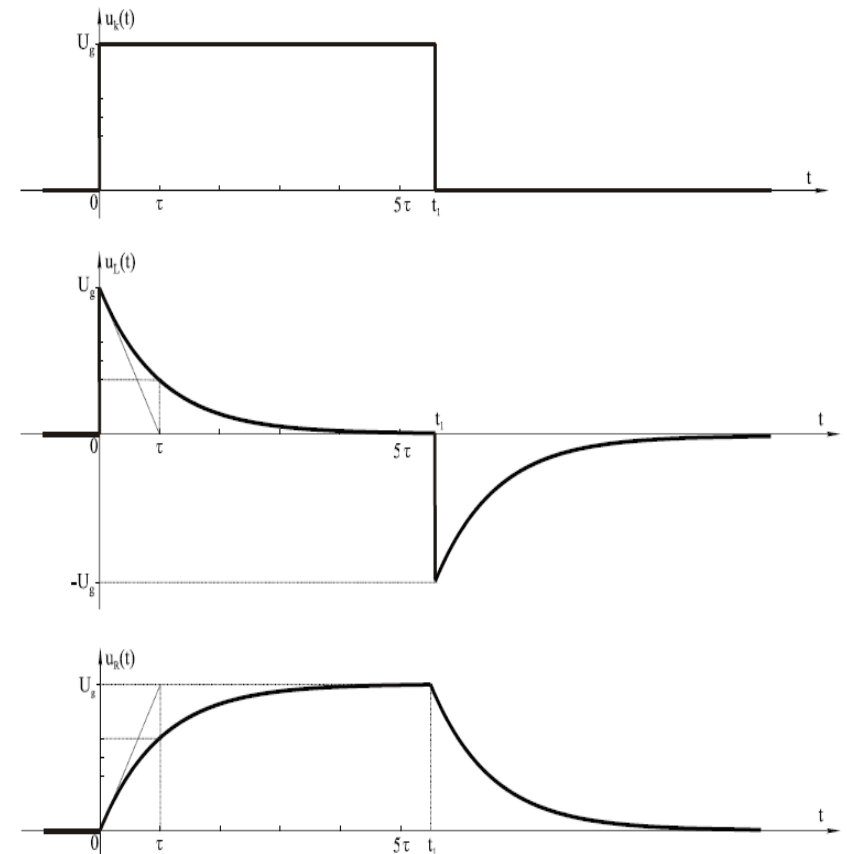 u_k(t)
U_g
t
0 τ 5τ t_1
u_L(t)
U_g
t_1
t
0 τ 5τ
-U_g
u_R(t)
U_g
t
0 τ 5τ t_1